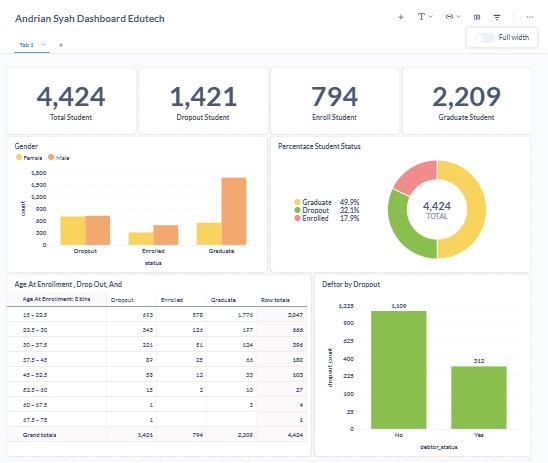 Andrian Syah Dashboard Edutech
Full width
Tab 1
4,424
Total Student
1,421
Dropout Student
794
Enroll Student
2,209
Graduate Student
Gender
Female Male
1,800
1,500
1,200
900
600
300
0
count
Dropout Enrolled Graduate
status
Percentace Student Status
Graduate 49.9%
Dropout 32.1%
Enrolled 17.9%
4,424
TOTAL
Age At Enrollment , Drop Out, And
Age At Enrollment: 8 bins Dropout Enrolled Graduate Row totals
15 – 22.5 693 578 1,776 3,047
22.5 – 30 343 126 197 666
30 – 37.5 221 51 124 396
37.5 – 45 89 25 66 180
45 – 52.5 58 12 33 103
52.5 – 60 15 2 10 27
60 – 67.5 1 3 4
67.5 – 75 1 1
Grand totals 1,421 794 2,209 4,424
Deftor by Dropout
1,225
900
625
400
225
100
25
0
dropout_count
1,109
312
No Yes
debtor_status